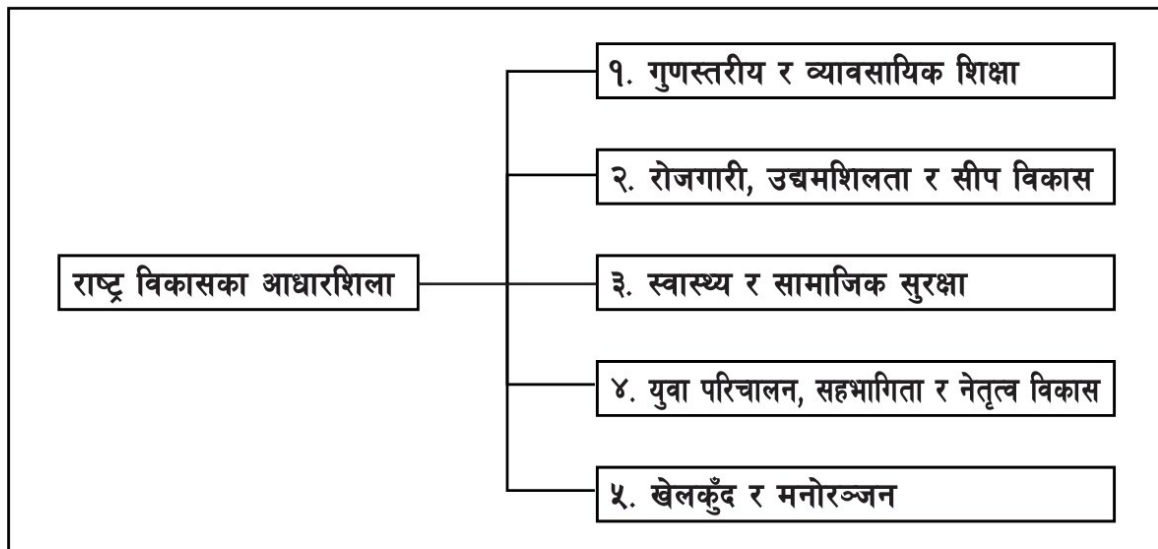 राष्ट्र विकासका आधारशिला
१. गुणस्तरीय र व्यावसायिक शिक्षा
२. रोजगारी, उद्यमशिलता र सीप विकास
३. स्वास्थ्य र सामाजिक सुरक्षा
४. युवा परिचालन, सहभागिता र नेतृत्व विकास
५. खेलकुँद र मनोरञ्जन